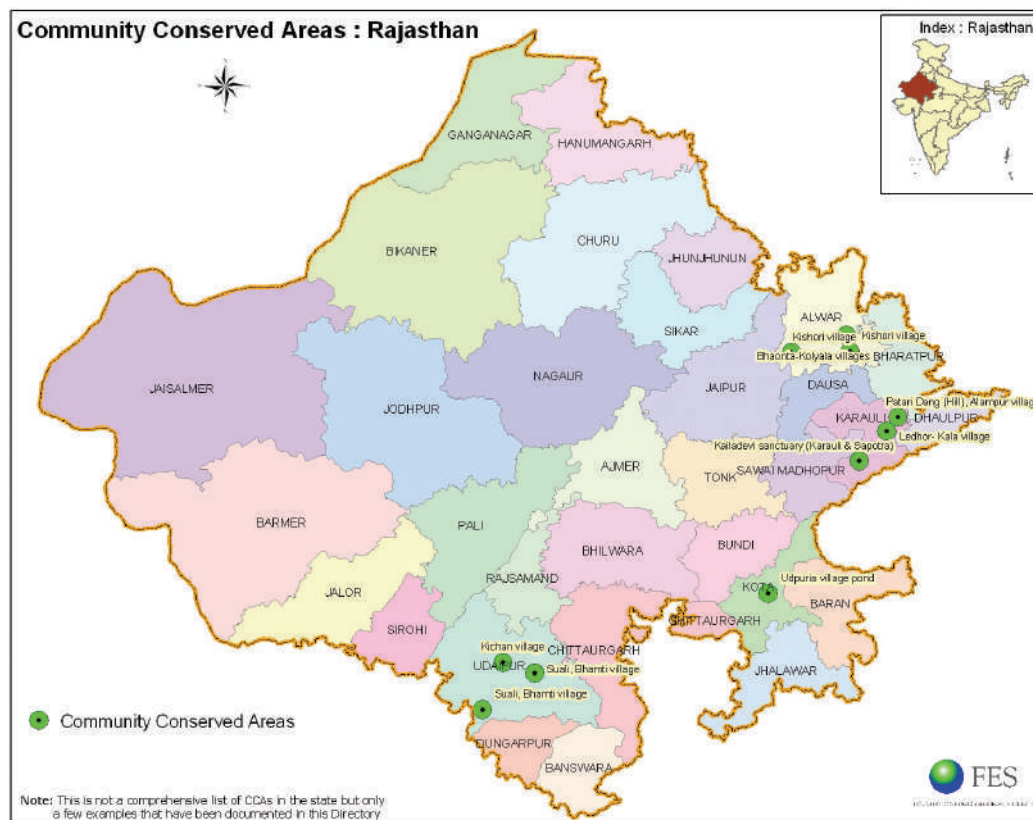 Community Conserved Areas : Rajasthan
Index : Rajasthan
GANGANAGAR
HANUMANGARH
BIKANER
CHURU
JHUNJHUNUN
SIKAR
ALWAR
Kishori village
Kishori village
Bhaonta-Kolyala villages
BHARATPUR
JAISALMER
JODHPUR
NAGAUR
JAIPUR
DAUSA
Patari Dang (Hill), Alampur villag
KARAULI
DHAULPUR
Ledhor- Kala village
Kailadevi sanctuary (Karauli & Sapotra)
AJMER
TONK
SAWAI MADHOPUR
BARMER
PALI
BHILWARA
BUNDI
RAJSAMAND
Udpuria village pond
KOTA
BARAN
JALOR
SIROHI
CHITTAURGARH
Kichan village
CHITTAURGARH
UDAIPUR
Suali, Bhamti village
JHALAWAR
Suali, Bhamti village
Community Conserved Areas
DUNGARPUR
BANSWARA
FES
Note: This is not a comprehensive list of CCAs in the state but only
a few examples that have been documented in this Directory